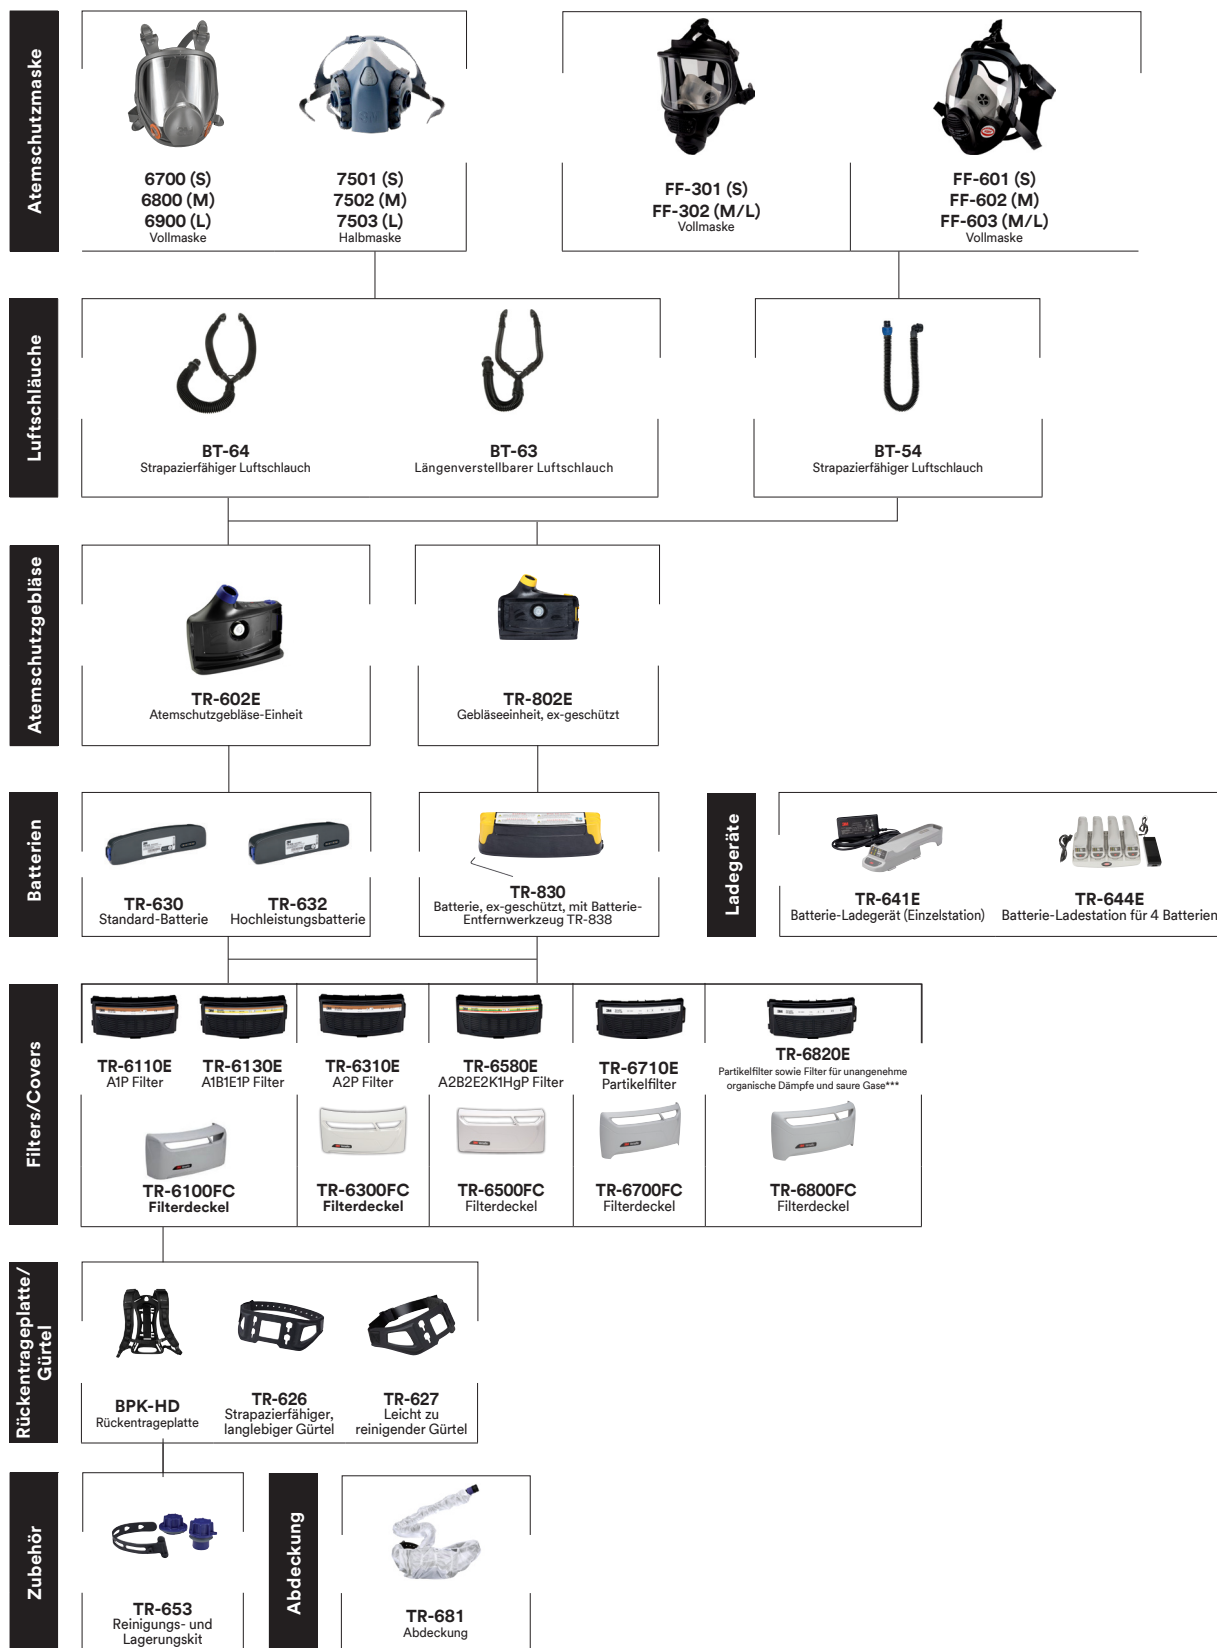 Atemschutzmaske
6700 (S)
6800 (M)
6900 (L)
Vollmaske
7501 (S)
7502 (M)
7503 (L)
Halbmaske
FF-301 (S)
FF-302 (M/L)
Vollmaske
FF-601 (S)
FF-602 (M)
FF-603 (M/L)
Vollmaske
Luftschläuche
BT-64
Strapazierfähiger Luftschlauch
BT-63
Längenverstellbarer Luftschlauch
BT-54
Strapazierfähiger Luftschlauch
Atemschutzgebläse
TR-602E
Atemschutzgebläse-Einheit
TR-802E
Gebläseeinheit, ex-geschützt
Batterien
TR-630
Standard-Batterie
TR-632
Hochleistungsbatterie
TR-830
Batterie, ex-geschützt, mit Batterie-
Entfernwerkzeug TR-838
Ladegeräte
TR-641E
Batterie-Ladegerät (Einzelstation)
TR-644E
Batterie-Ladestation für 4 Batterien
Filters/Covers
TR-6110E
A1P Filter
TR-6130E
A1B1E1P Filter
TR-6310E
A2P Filter
TR-6580E
A2B2E2K1HgP Filter
TR-6710E
Partikelfilter
TR-6820E
Partikelfilter sowie Filter für unangenehme
organische Dämpfe und saure Gase***
TR-6100FC
Filterdeckel
TR-6300FC
Filterdeckel
TR-6500FC
Filterdeckel
TR-6700FC
Filterdeckel
TR-6800FC
Filterdeckel
Rückentrageplatte/
Gürtel
BPK-HD
Rückentrageplatte
TR-626
Strapazierfähiger,
langlebiger Gürtel
TR-627
Leicht zu
reinigender Gürtel
Zubehör
TR-653
Reinigungs- und
Lagerungskit
Abdeckung
TR-681
Abdeckung